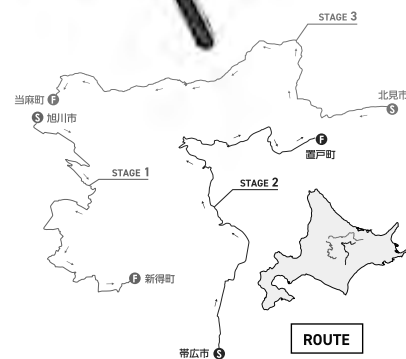 STAGE 3
北見市
S
当麻町 F
S 旭川市
F
置戸町
STAGE 1
STAGE 2
F 新得町
ROUTE
帯広市 S